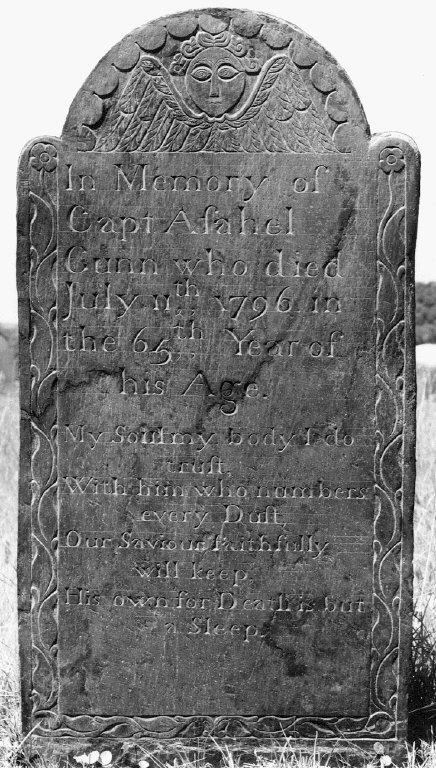 In Memory of
Capt Aſahel
Gunn who died
July 11th, 1796 in
the 65th, Year of
his Age.
My Soul my body I do
truſt,
With him who numbers
every Duſt,
Our Saviour faithfully
will keep,
His own for Death is but
a Sleep.